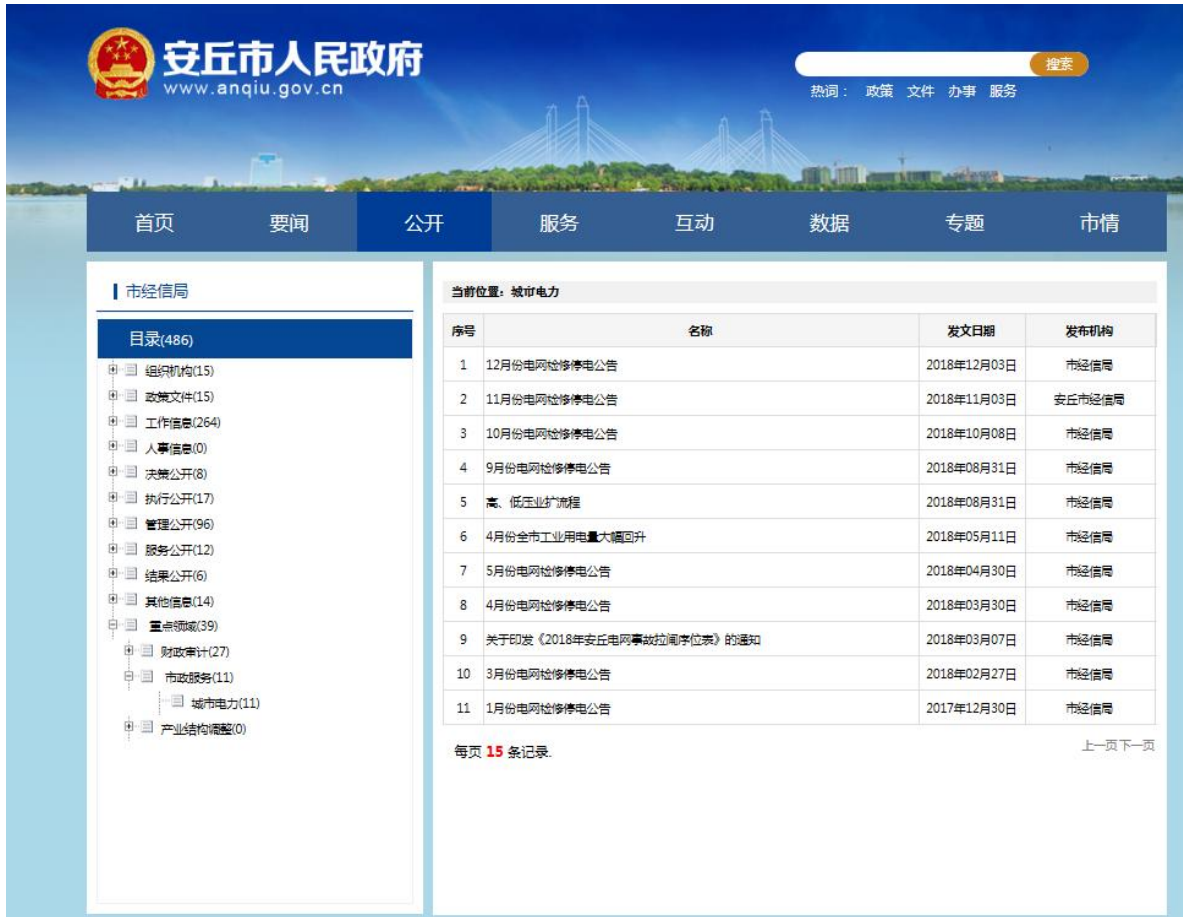 安丘市人民政府
www.anqiu.gov.cn
搜索
热词： 政策 文件 办事 服务
首页 要闻 公开 服务 互动 数据 专题 市情
市经信局
目录(486)
组织机构(15)
政策文件(15)
工作信息(264)
人事信息(0)
决策公开(8)
执行公开(17)
管理公开(96)
服务公开(12)
结果公开(6)
其他信息(14)
重点领域(39)
财政审计(27)
市政服务(11)
城市电力(11)
产业结构调整(0)
当前位置：城市电力
序号 名称 发文日期 发布机构
1 12月份电网检修停电公告 2018年12月03日 市经信局
2 11月份电网检修停电公告 2018年11月03日 安丘市经信局
3 10月份电网检修停电公告 2018年10月08日 市经信局
4 9月份电网检修停电公告 2018年08月31日 市经信局
5 高、低压业扩流程 2018年08月31日 市经信局
6 4月份全市工业用电量大幅回升 2018年05月11日 市经信局
7 5月份电网检修停电公告 2018年04月30日 市经信局
8 4月份电网检修停电公告 2018年03月30日 市经信局
9 关于印发《2018年安丘电网事故拉闸序位表》的通知 2018年03月07日 市经信局
10 3月份电网检修停电公告 2018年02月27日 市经信局
11 1月份电网检修停电公告 2017年12月30日 市经信局
每页 15 条记录.
上一页下一页